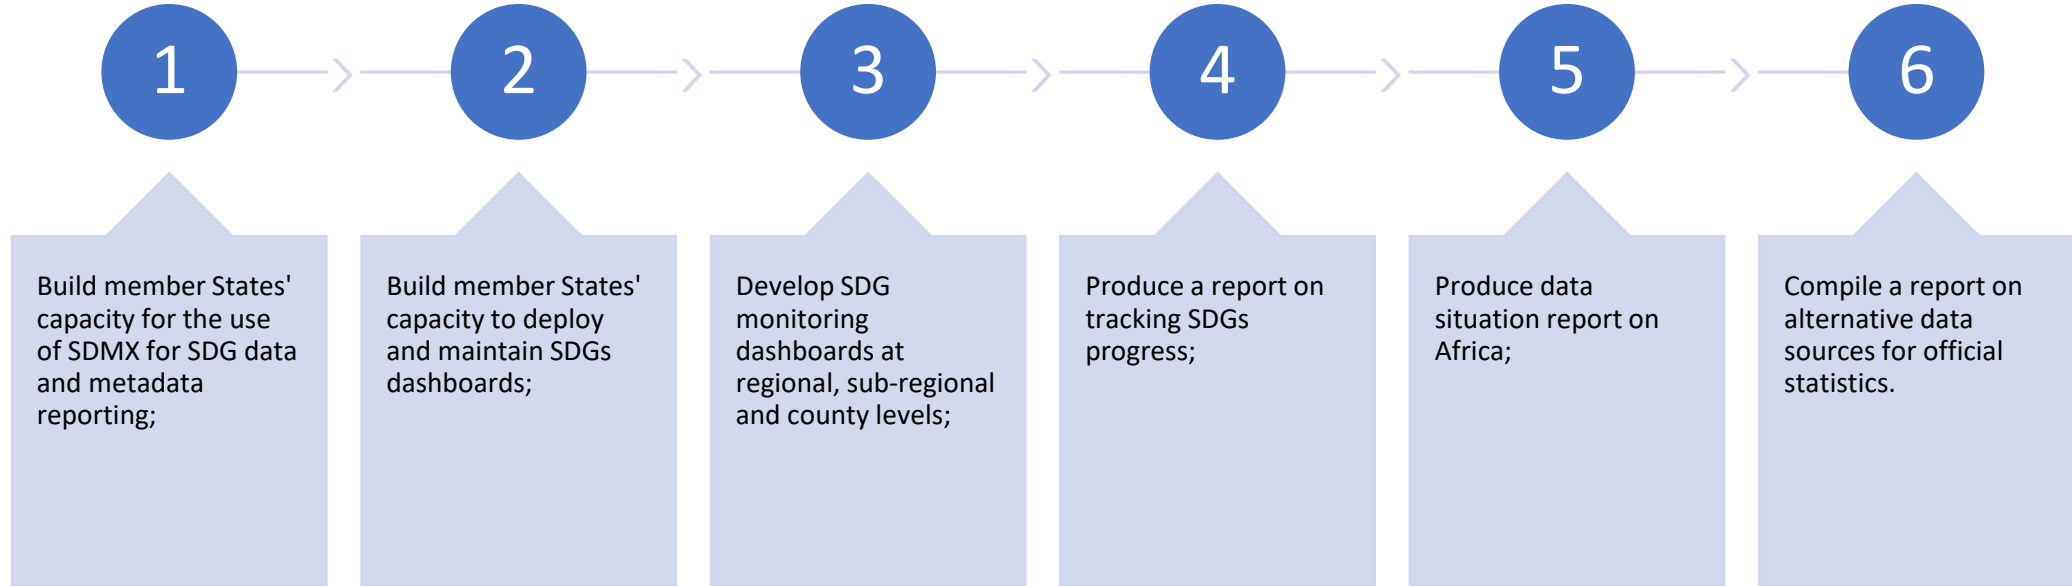 1
2
3
4
5
6
Build member States'
capacity for the use
of SDMX for SDG data
and metadata
reporting;
Build member States'
capacity to deploy
and maintain SDGs
dashboards;
Develop SDG
monitoring
dashboards at
regional, sub-regional
and county levels;
Produce a report on
tracking SDGs
progress;
Produce data
situation report on
Africa;
Compile a report on
alternative data
sources for official
statistics.